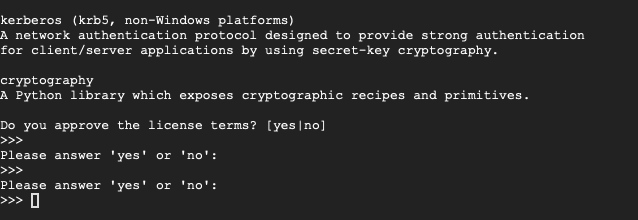 kerberos (krb5, non-Windows platforms)
A network authentication protocol designed to provide strong authentication
for client/server applications by using secret-key cryptography.
cryptography
A Python library which exposes cryptographic recipes and primitives.
Do you approve the license terms? [yes|no]
>>>
Please answer 'yes' or 'no':
>>>
Please answer 'yes' or 'no':
>>>